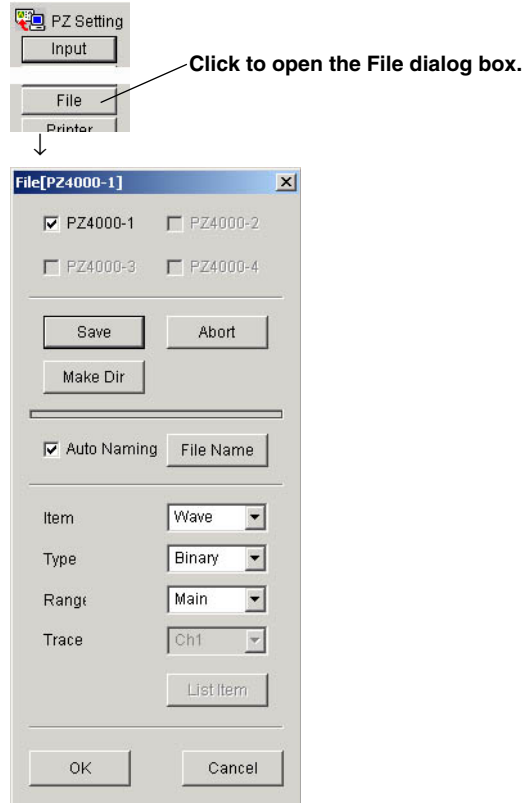 PZ Setting
Input
Click to open the File dialog box.
File
Printer
↓
File[PZ4000-1]
PZ4000-1 PZ4000-2
PZ4000-3 PZ4000-4
Save Abort
Make Dir
Auto Naming File Name
Item Wave
Type Binary
Range Main
Trace Ch1
List Item
OK Cancel